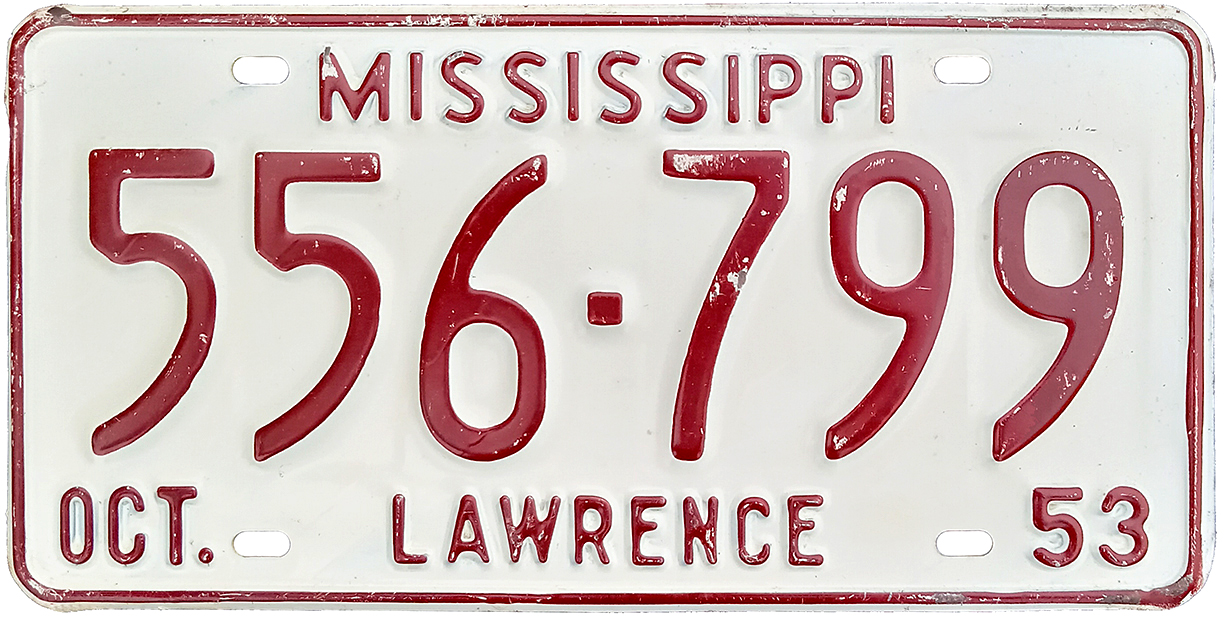 MISSISSIPPI
556·799
OCT. LAWRENCE 53